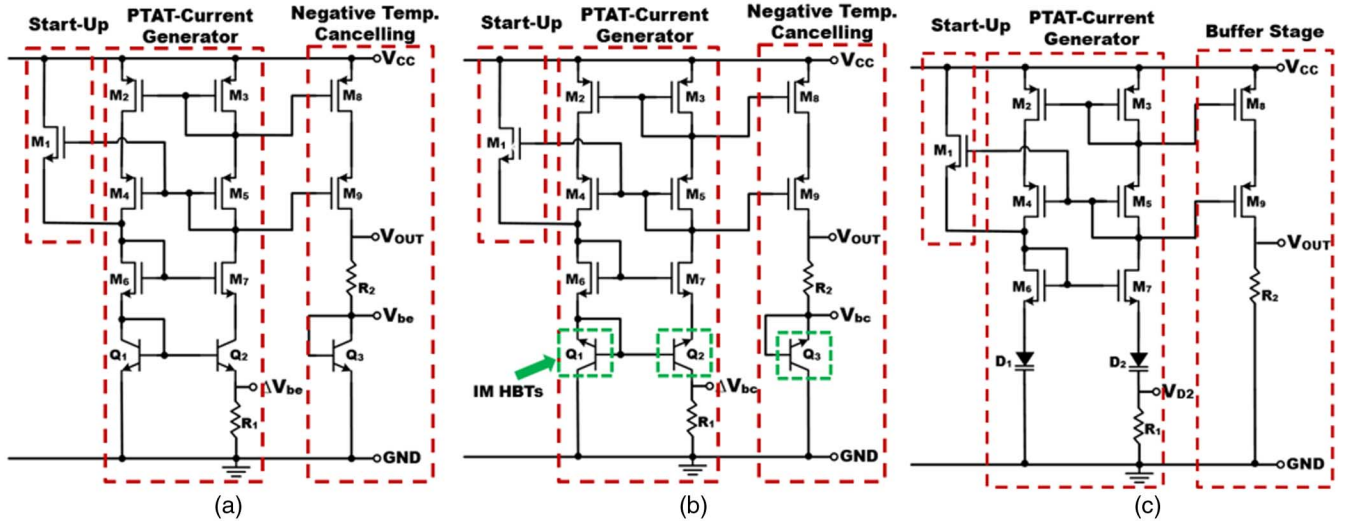 Start-Up
PTAT-Current
Generator
Negative Temp.
Cancelling
VCC
M2
M3
M8
M1
M4
M5
M9
VOUT
M6
M7
R2
Vbe
Q1
Q2
Q3
ΔVbe
R1
GND
(a)
Start-Up
PTAT-Current
Generator
Negative Temp.
Cancelling
VCC
M2
M3
M8
M1
M4
M5
M9
VOUT
M6
M7
R2
Vbc
Q1
Q2
Q3
IM HBTs
ΔVbc
R1
GND
(b)
Start-Up
PTAT-Current
Generator
Buffer Stage
VCC
M2
M3
M8
M1
M4
M5
M9
VOUT
M6
M7
R2
D1
D2
VD2
R1
GND
(c)